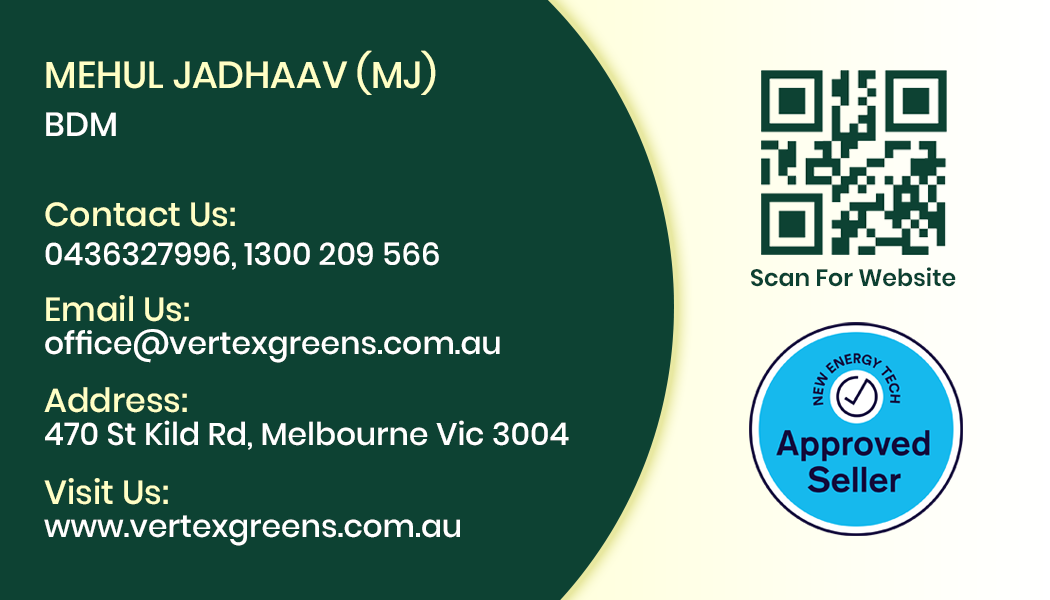 MEHUL JADHAAV (MJ)
BDM
Contact Us:
0436327996, 1300 209 566
Email Us:
office@vertexgreens.com.au
Address:
470 St Kild Rd, Melbourne Vic 3004
Visit Us:
www.vertexgreens.com.au
Scan For Website
NEW ENERGY TECH
Approved
Seller